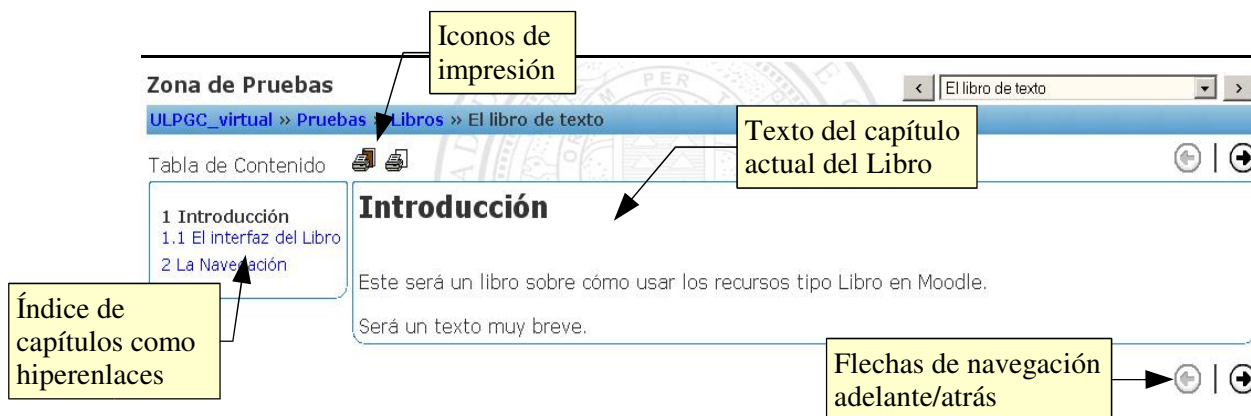 Iconos de
impresión
Zona de Pruebas
El libro de texto
ULPGC_virtual » Pruebas » Libros » El libro de texto
Texto del capítulo
actual del Libro
Tabla de Contenido
1 Introducción
1.1 El interfaz del Libro
2 La Navegación
Introducción
Este será un libro sobre cómo usar los recursos tipo Libro en Moodle.
Será un texto muy breve.
Índice de
capítulos como
hiperenlaces
Flechas de navegación
adelante/atrás